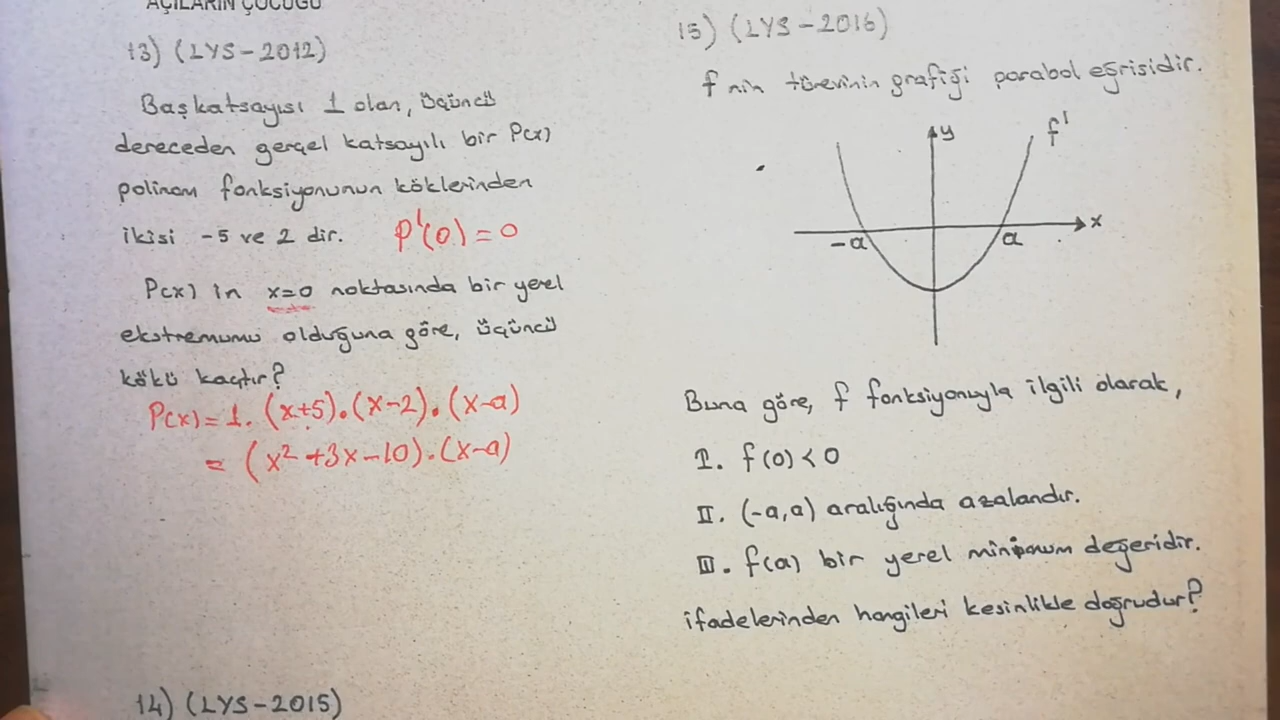 AÇILARIN ÇOCUĞU
13) (LYS-2012)
Başkatsayısı 1 olan, üçüncü
dereceden gerçel katsayılı bir P(x)
polinom fonksiyonunun köklerinden
ikisi -5 ve 2 dir. P'(0)=0
P(x) in x=0 noktasında bir yerel
ekstremumu olduğuna göre, üçüncü
kökü kaçtır?
P(x)=1.(x+5).(x-2).(x-a)
=(x²+3x-10).(x-a)
14) (LYS-2015)
15) (LYS-2016)
f nin türevinin grafiği parabol eğrisidir.
y
f'
x
-a
a
Buna göre, f fonksiyonuyla ilgili olarak,
I. f(0)<0
II. (-a,a) aralığında azalandır.
III. f(a) bir yerel minimum değeridir.
ifadelerinden hangileri kesinlikle doğrudur?